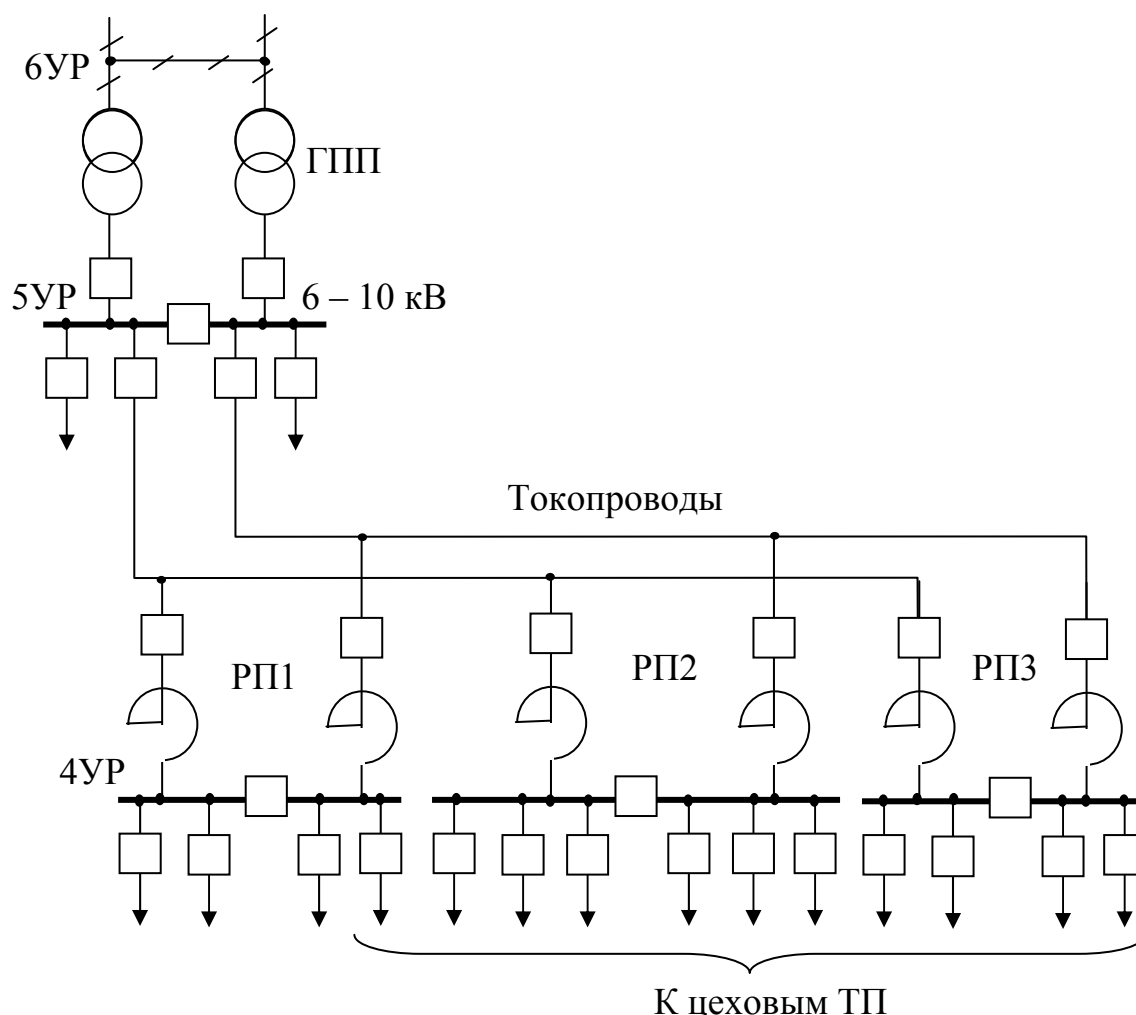 6УР
ГПП
5УР
6 – 10 кВ
Токопроводы
РП1
РП2
РП3
4УР
К цеховым ТП